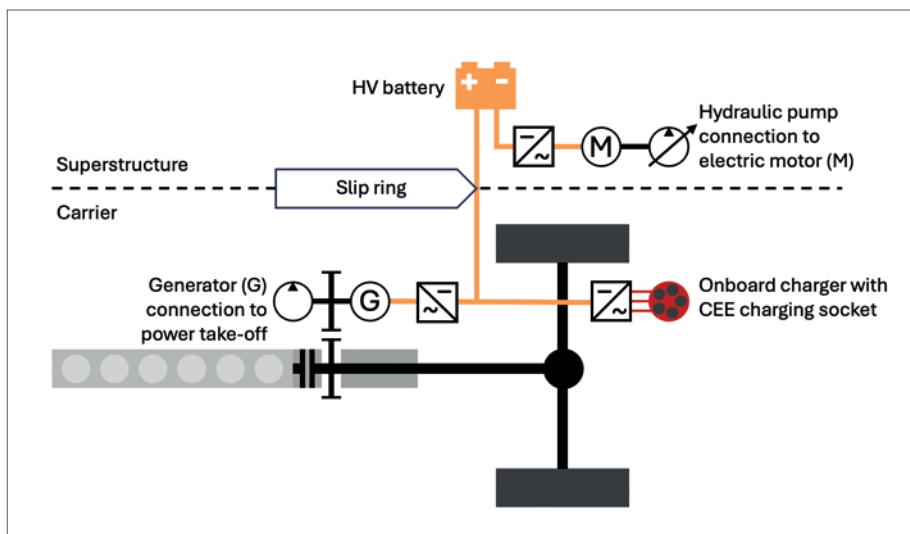 HV battery
+ −
Hydraulic pump
connection to
electric motor (M)
−
~
M
Superstructure
Slip ring
Carrier
Generator (G)
connection to
power take-off
G
−
~
−
~
Onboard charger with
CEE charging socket